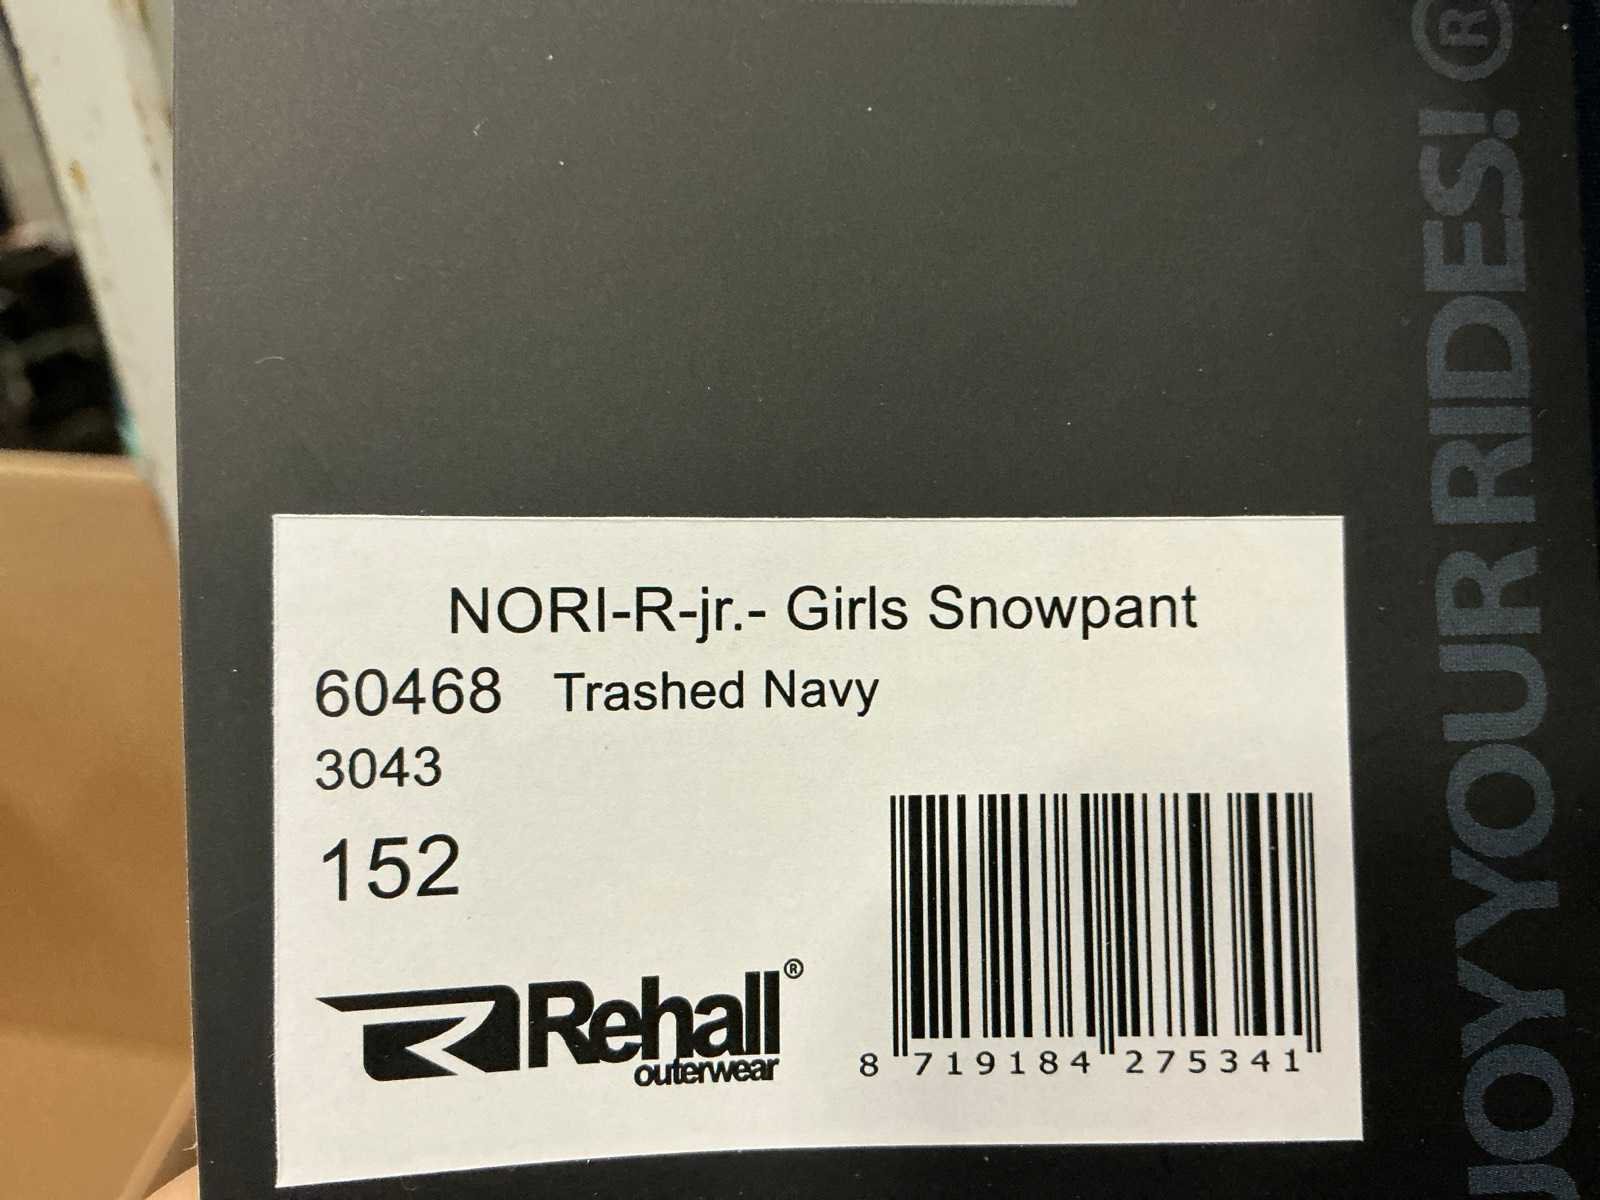 NORI-R-jr.- Girls Snowpant
60468 Trashed Navy
3043
152
Rehall®
outerwear
8 719184 275341
JOY YOUR RIDES!®